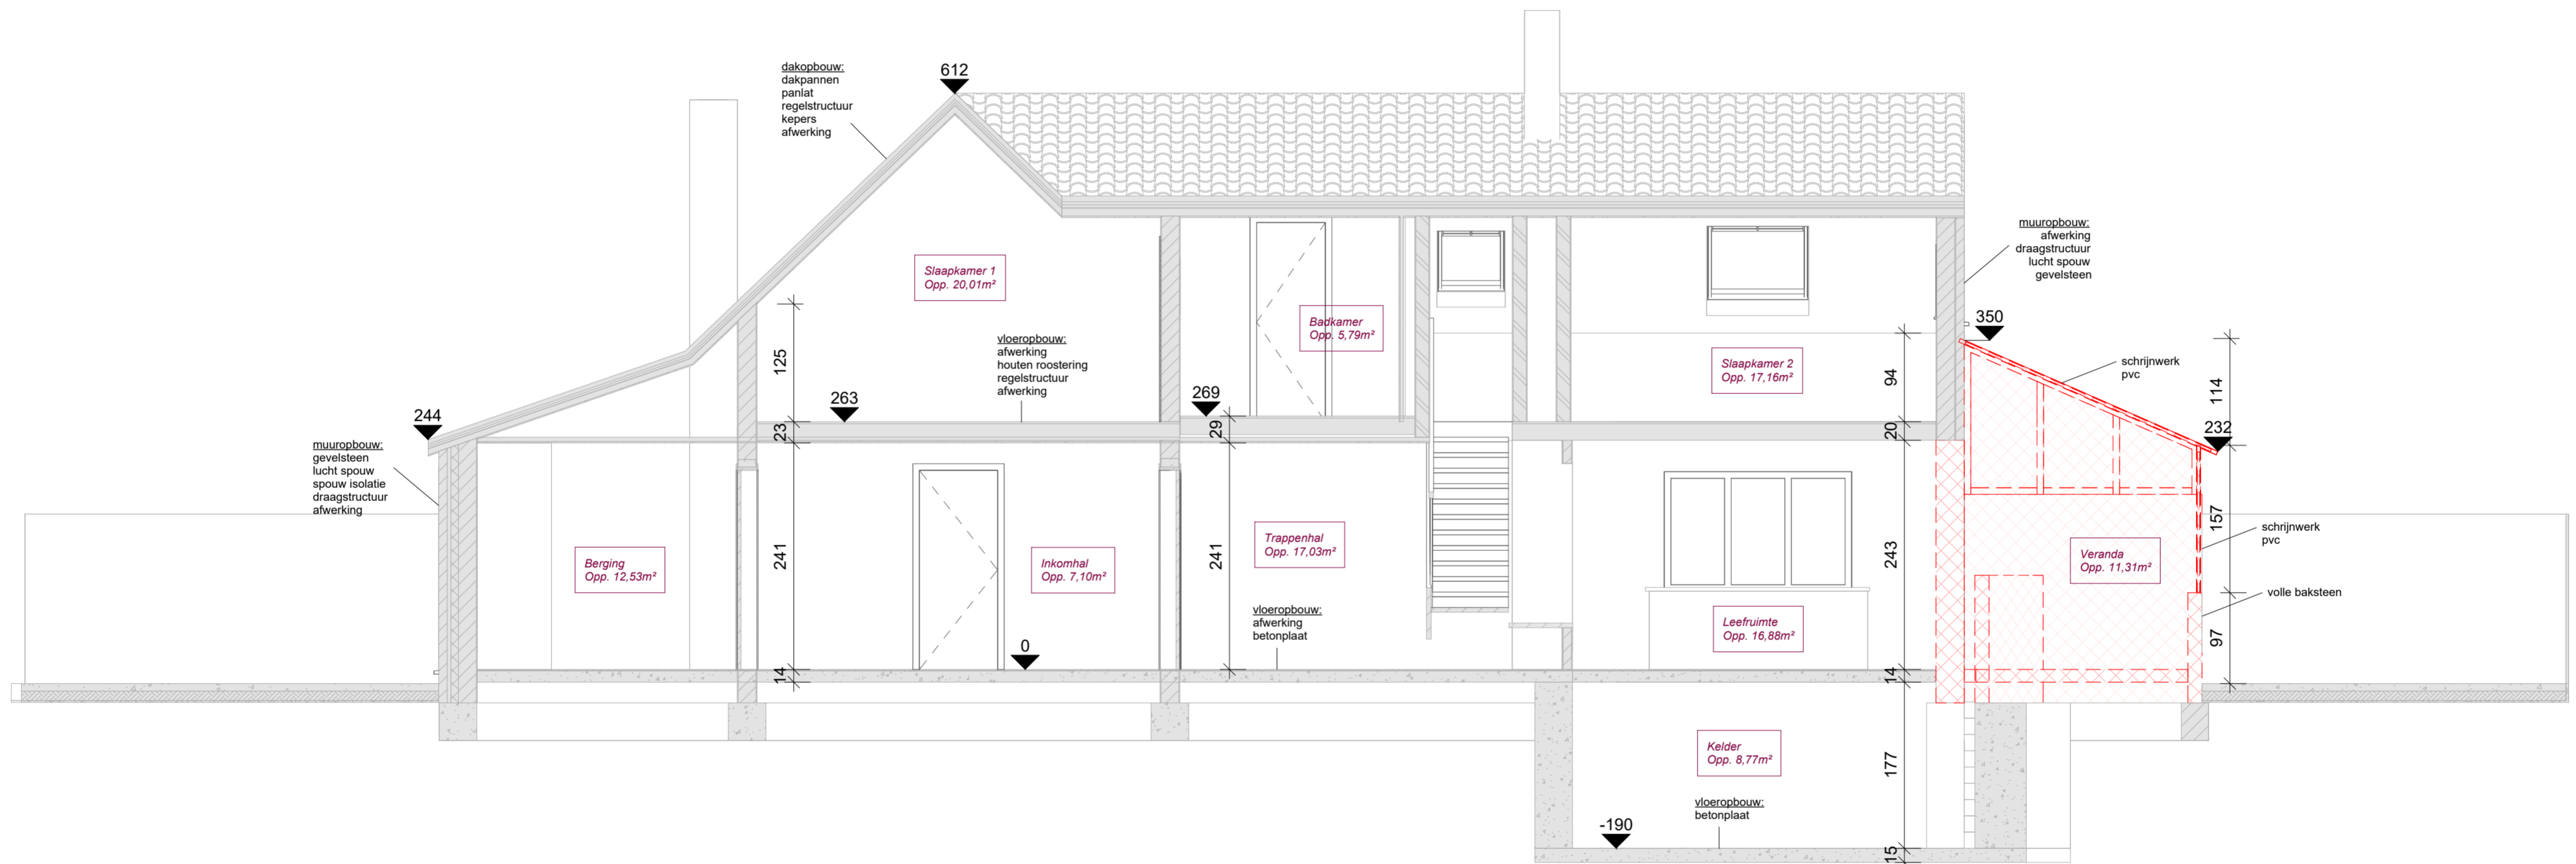 612
dakopbouw:
dakpannen
panlat
regelstructuur
kepers
afwerking
muuropbouw:
afwerking
draagstructuur
lucht spouw
gevelsteen
Slaapkamer 1
Opp. 20,01m²
Badkamer
Opp. 5,79m²
350
vloeropbouw:
afwerking
houten roostering
regelstructuur
afwerking
125
Slaapkamer 2
Opp. 17,16m²
94
schrijnwerk
pvc
114
244
263
269
23
29
20
232
muuropbouw:
gevelsteen
lucht spouw
spouw isolatie
draagstructuur
afwerking
157
schrijnwerk
pvc
Berging
Opp. 12,53m²
241
Inkomhal
Opp. 7,10m²
241
Trappenhal
Opp. 17,03m²
243
Veranda
Opp. 11,31m²
volle baksteen
vloeropbouw:
afwerking
betonplaat
Leefruimte
Opp. 16,88m²
97
0
14
14
Kelder
Opp. 8,77m²
177
vloeropbouw:
betonplaat
-190
15